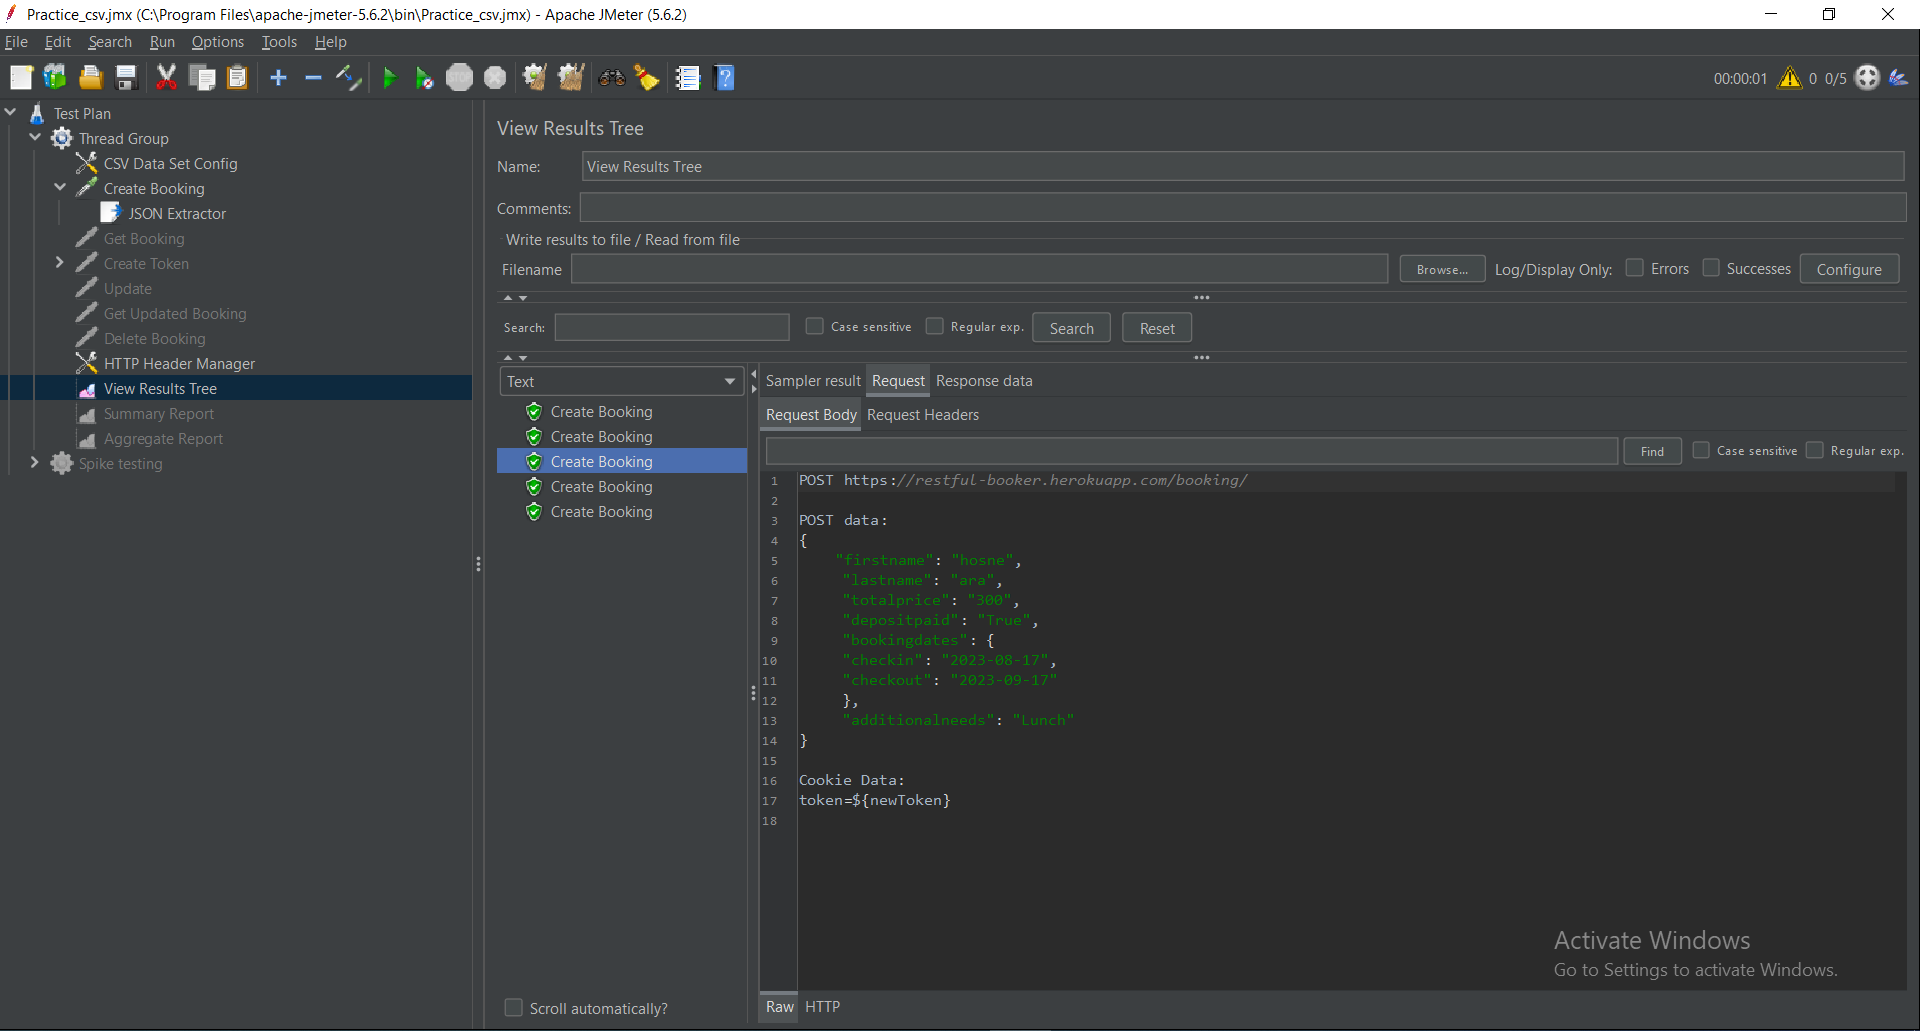 Practice_csv.jmx (C:\Program Files\apache-jmeter-5.6.2\bin\Practice_csv.jmx) - Apache JMeter (5.6.2)
File Edit Search Run Options Tools Help
STOP
00:00:01 0 0/5
Test Plan
Thread Group
CSV Data Set Config
Create Booking
JSON Extractor
Get Booking
Create Token
Update
Get Updated Booking
Delete Booking
HTTP Header Manager
View Results Tree
Summary Report
Aggregate Report
Spike testing
View Results Tree
Name: View Results Tree
Comments:
Write results to file / Read from file
Filename Browse... Log/Display Only: Errors Successes Configure
Search: Case sensitive Regular exp. Search Reset
Text
Create Booking
Create Booking
Create Booking
Create Booking
Create Booking
Scroll automatically?
Sampler result Request Response data
Request Body Request Headers
Find Case sensitive Regular exp.
1 POST https://restful-booker.herokuapp.com/booking/
2
3 POST data:
4 {
5 "firstname": "hosne",
6 "lastname": "ara",
7 "totalprice": "300",
8 "depositpaid": "True",
9 "bookingdates": {
10 "checkin": "2023-08-17",
11 "checkout": "2023-09-17"
12 },
13 "additionalneeds": "Lunch"
14 }
15
16 Cookie Data:
17 token=${newToken}
18
Activate Windows
Go to Settings to activate Windows.
Raw HTTP